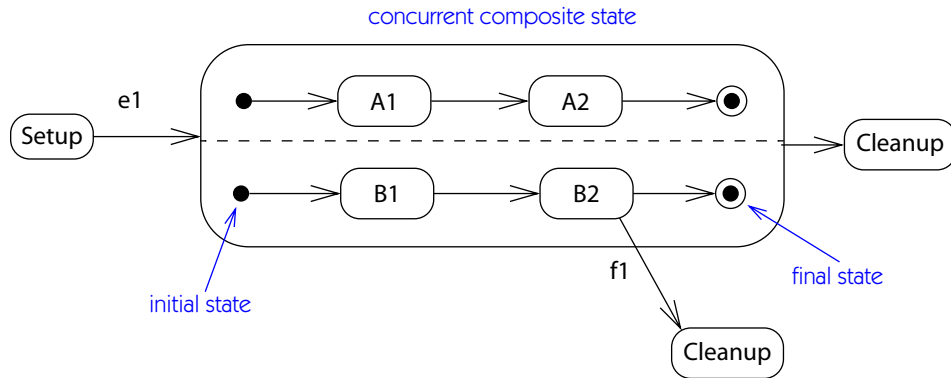 concurrent composite state
e1
A1
A2
Setup
Cleanup
B1
B2
f1
initial state
final state
Cleanup